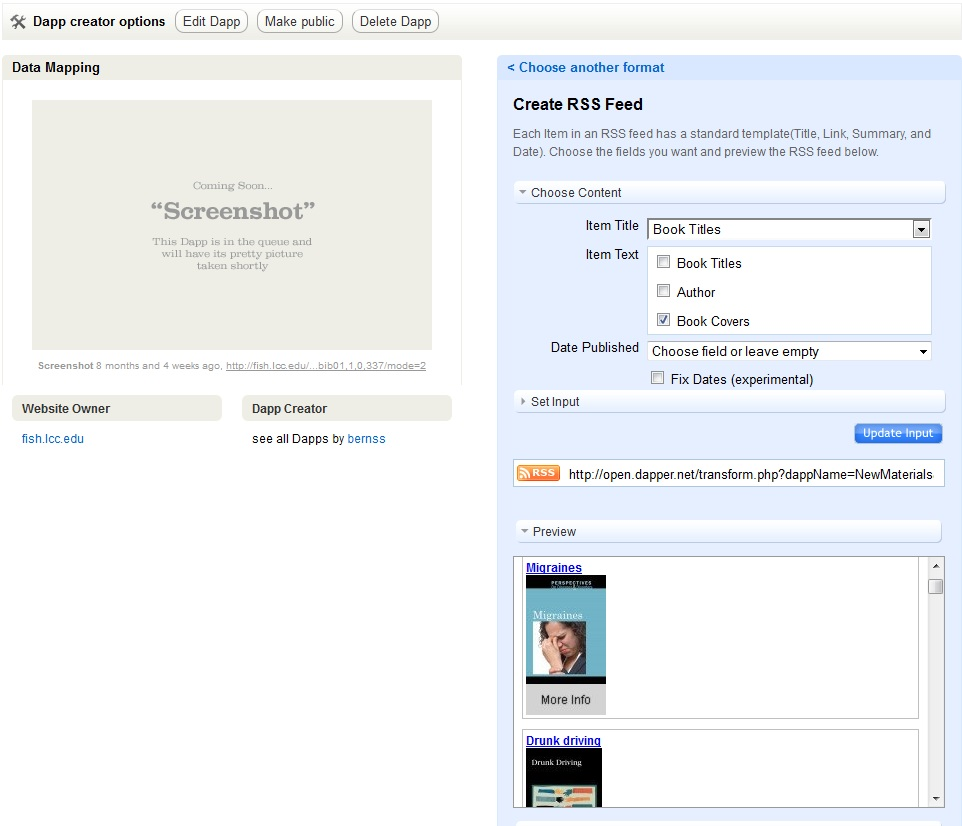 Dapp creator options Edit Dapp Make public Delete Dapp
Data Mapping
Coming Soon...
“Screenshot”
This Dapp is in the queue and
will have its pretty picture
taken shortly
Screenshot 8 months and 4 weeks ago, http://fish.lcc.edu/...bib01,1,0,337/mode=2
Website Owner
fish.lcc.edu
Dapp Creator
see all Dapps by bernss
< Choose another format
Create RSS Feed
Each Item in an RSS feed has a standard template(Title, Link, Summary, and
Date). Choose the fields you want and preview the RSS feed below.
Choose Content
Item Title Book Titles
Item Text Book Titles
Author
Book Covers
Date Published Choose field or leave empty
Fix Dates (experimental)
Set Input
Update Input
RSS http://open.dapper.net/transform.php?dappName=NewMaterials
Preview
Migraines
PERSPECTIVES
Migraines
More Info
Drunk driving
Drunk Driving